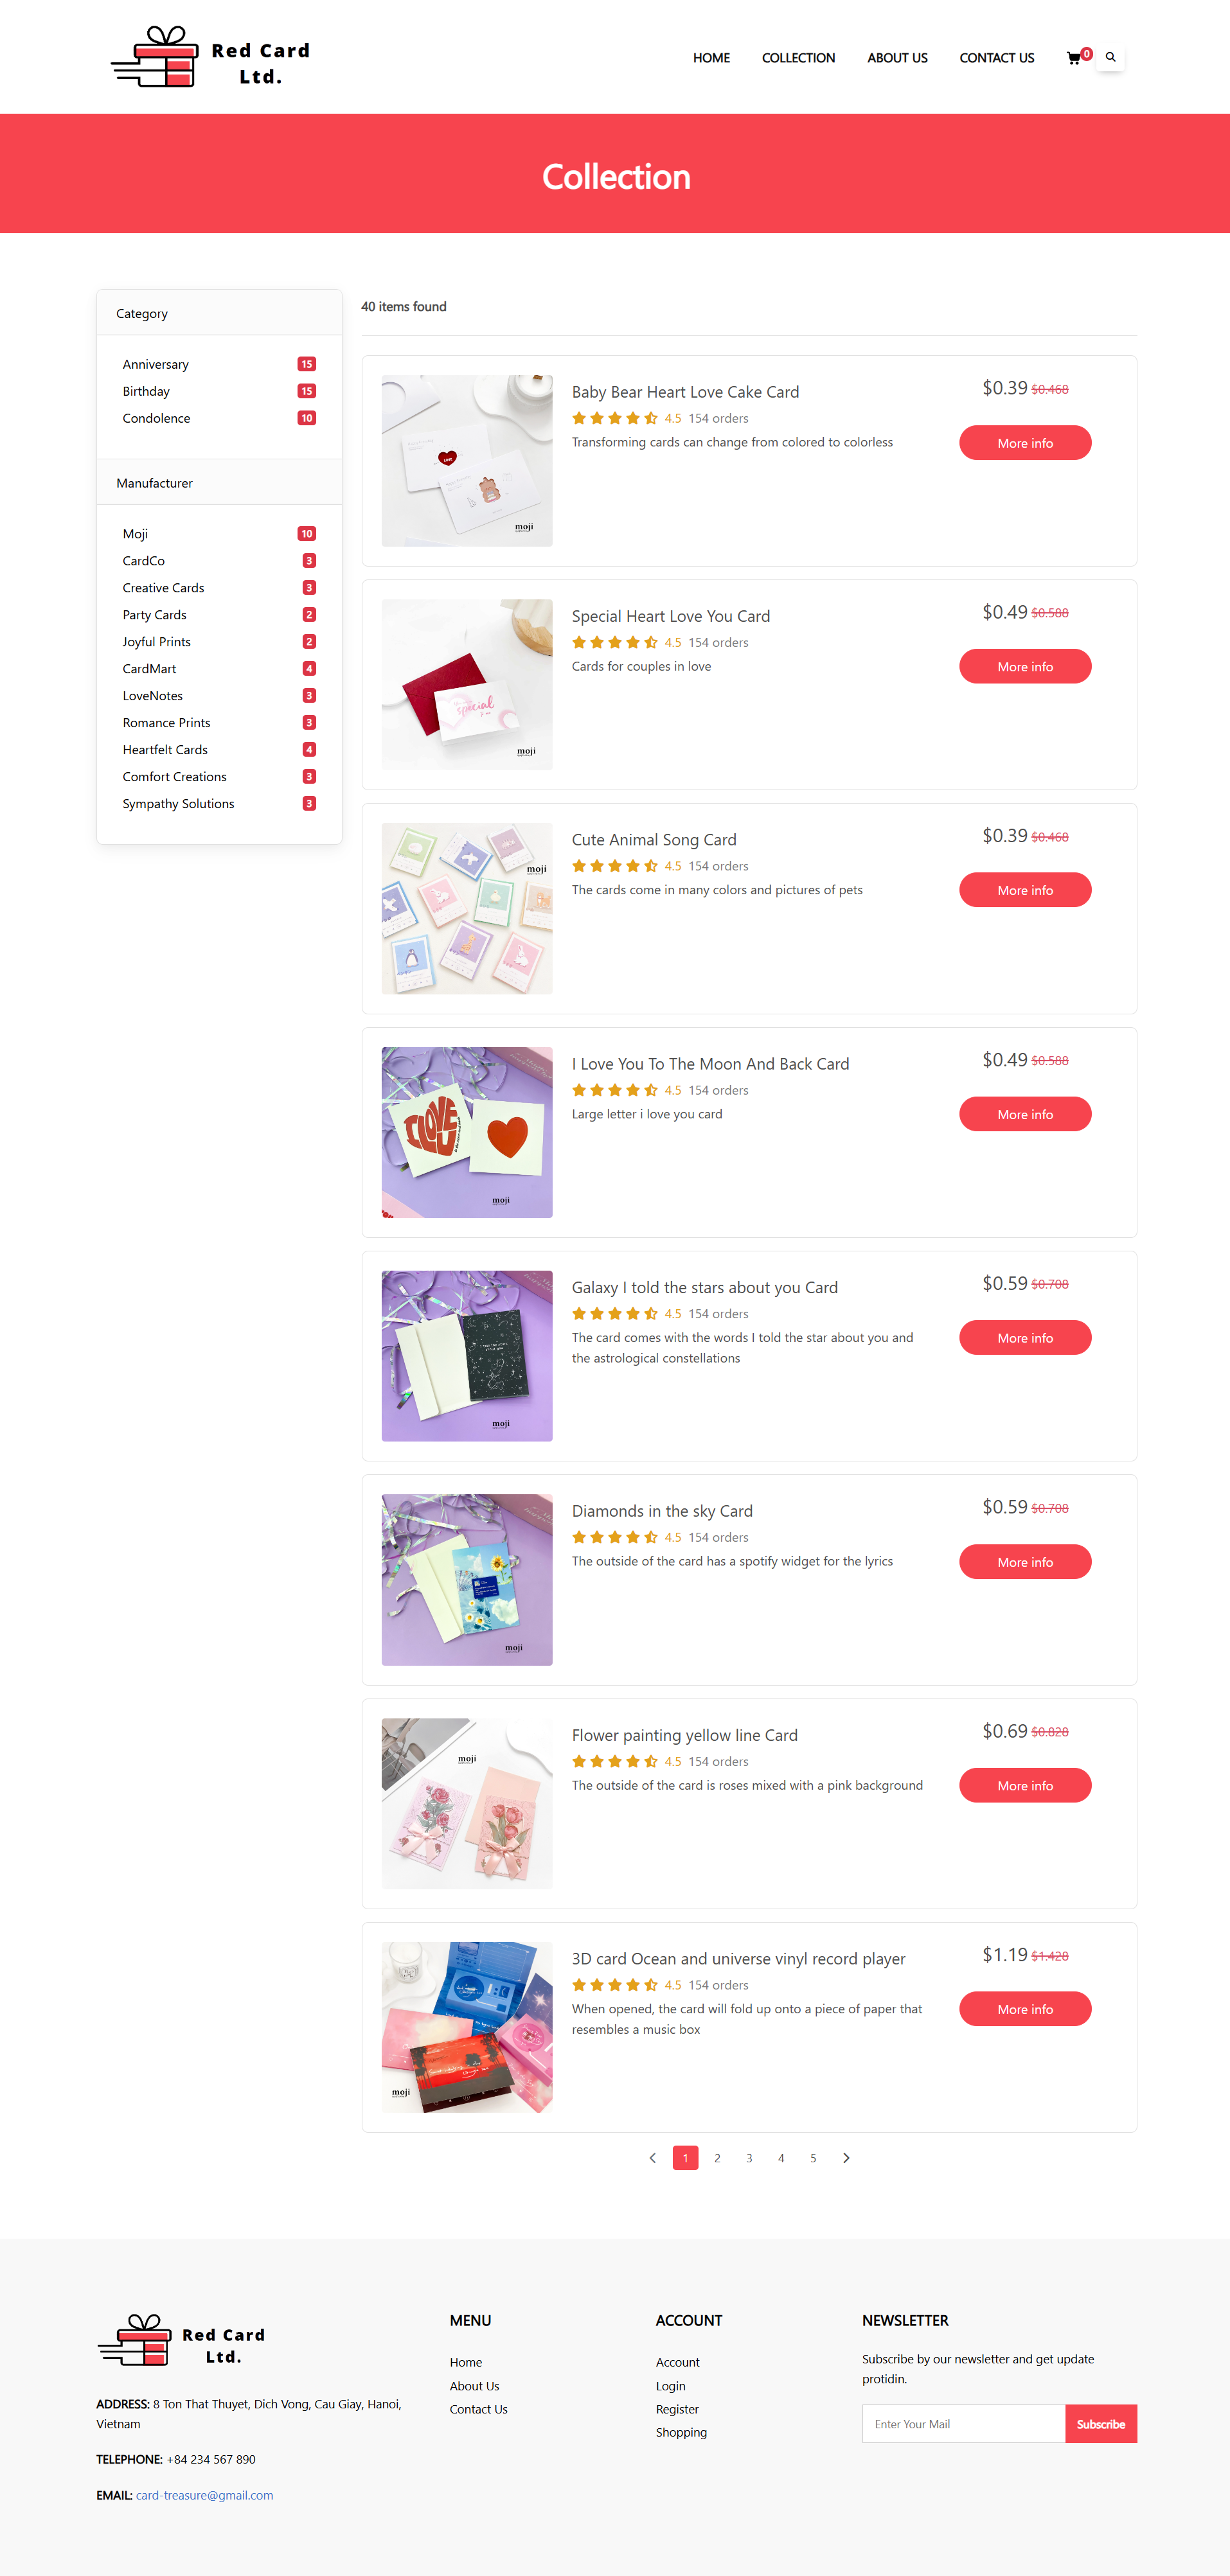 Red Card
Ltd.
HOME
COLLECTION
ABOUT US
CONTACT US
0
Collection
Category
Anniversary 15
Birthday 15
Condolence 10
Manufacturer
Moji 10
CardCo 3
Creative Cards 3
Party Cards 2
Joyful Prints 2
CardMart 4
LoveNotes 3
Romance Prints 3
Heartfelt Cards 4
Comfort Creations 3
Sympathy Solutions 3
40 items found
LOVE
moji
Baby Bear Heart Love Cake Card
4.5 154 orders
Transforming cards can change from colored to colorless
$0.39 $0.468
More info
special
moji
Special Heart Love You Card
4.5 154 orders
Cards for couples in love
$0.49 $0.588
More info
moji
Cute Animal Song Card
4.5 154 orders
The cards come in many colors and pictures of pets
$0.39 $0.468
More info
I LOVE
U
moji
I Love You To The Moon And Back Card
4.5 154 orders
Large letter i love you card
$0.49 $0.588
More info
moji
Galaxy I told the stars about you Card
4.5 154 orders
The card comes with the words I told the star about you and
the astrological constellations
$0.59 $0.708
More info
moji
Diamonds in the sky Card
4.5 154 orders
The outside of the card has a spotify widget for the lyrics
$0.59 $0.708
More info
moji
Flower painting yellow line Card
4.5 154 orders
The outside of the card is roses mixed with a pink background
$0.69 $0.828
More info
moji
3D card Ocean and universe vinyl record player
4.5 154 orders
When opened, the card will fold up onto a piece of paper that
resembles a music box
$1.19 $1.428
More info
1 2 3 4 5
Red Card
Ltd.
ADDRESS: 8 Ton That Thuyet, Dich Vong, Cau Giay, Hanoi,
Vietnam
TELEPHONE: +84 234 567 890
EMAIL: card-treasure@gmail.com
MENU
Home
About Us
Contact Us
ACCOUNT
Account
Login
Register
Shopping
NEWSLETTER
Subscribe by our newsletter and get update
protidin.
Enter Your Mail
Subscribe